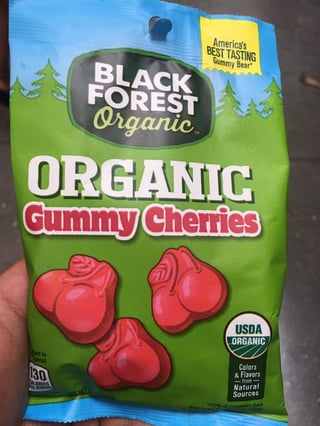 America's
BEST TASTING
Gummy Bear*
BLACK
FOREST
Organic
ORGANIC
Gummy Cherries
USDA
ORGANIC
Colors
& Flavors
from
Natural
Sources
130